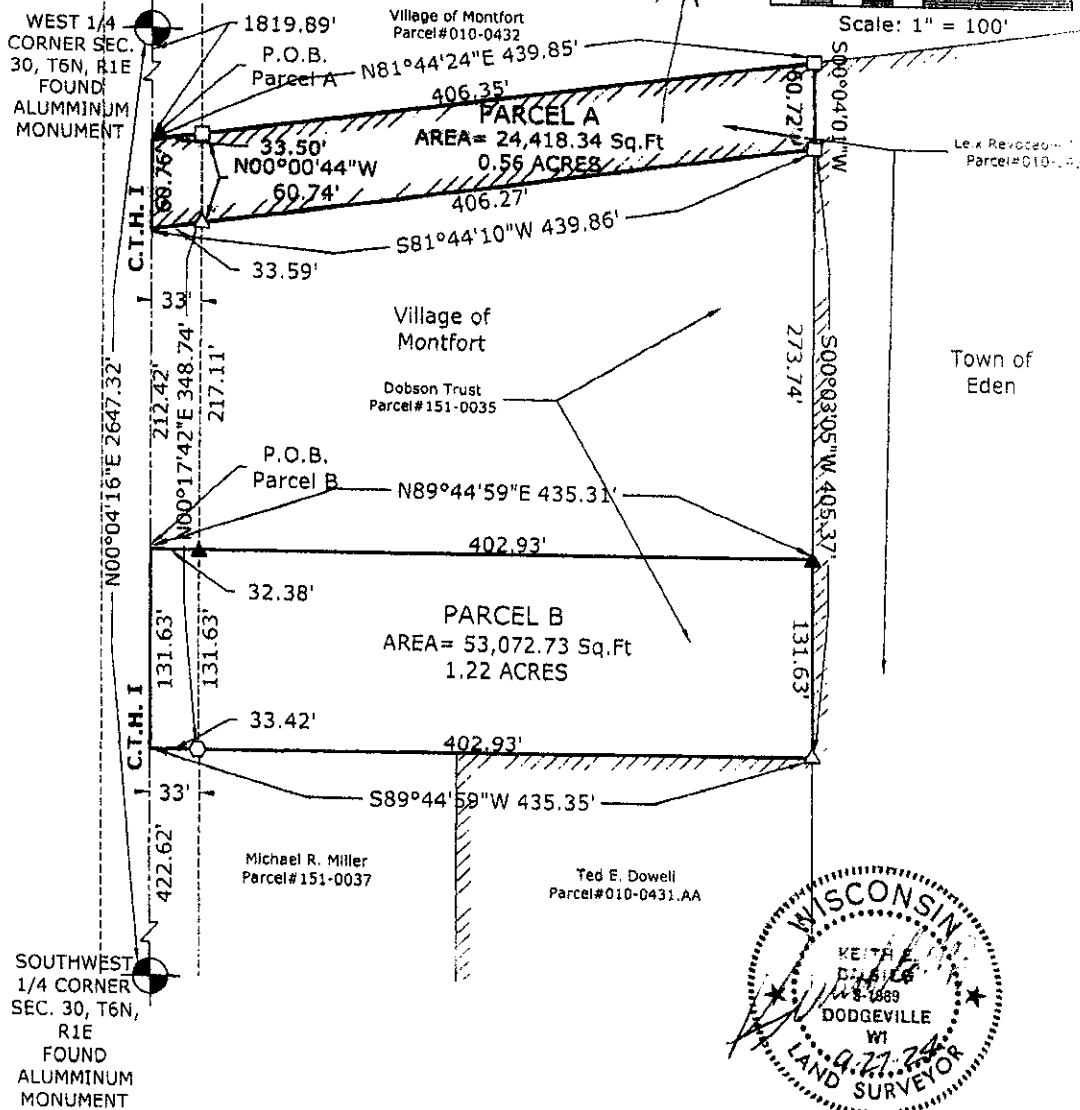 WEST 1/4
CORNER SEC.
30, T6N, R1E
FOUND
ALUMMINUM
MONUMENT
1819.89'
P.O.B.
Parcel A
Village of Montfort
Parcel#010-0432
Scale: 1" = 100'
N81°44'24"E 439.85'
406.35'
PARCEL A
AREA= 24,418.34 Sq.Ft
0.56 ACRES
60.72'
S00°04'01"W
Parcel#010-
33.50'
N00°00'44"W
60.74'
60.76'
406.27'
S81°44'10"W 439.86'
33.59'
C.T.H. I
33'
Village of
Montfort
Dobson Trust
Parcel#151-0035
Town of
Eden
N00°04'16"E 2647.32'
212.42'
N00°17'42"E 348.74'
217.11'
273.74'
S00°03'05"W 405.37'
P.O.B.
Parcel B
N89°44'59"E 435.31'
402.93'
32.38'
PARCEL B
AREA= 53,072.73 Sq.Ft
1.22 ACRES
131.63'
131.63'
131.63'
C.T.H. I
33.42'
402.93'
33'
S89°44'59"W 435.35'
422.62'
Michael R. Miller
Parcel#151-0037
Ted E. Dowell
Parcel#010-0431.AA
SOUTHWEST
1/4 CORNER
SEC. 30, T6N,
R1E
FOUND
ALUMMINUM
MONUMENT
WISCONSIN
KEITH E.
DODGEVILLE
WI
LAND SURVEYOR